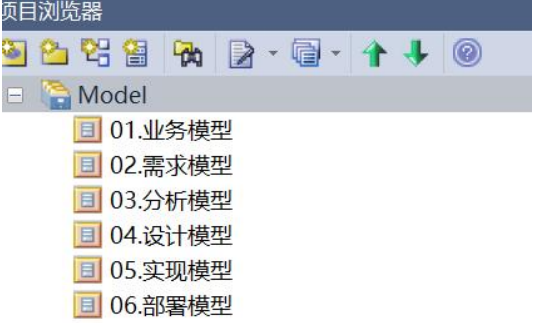 项目浏览器
Model
01.业务模型
02.需求模型
03.分析模型
04.设计模型
05.实现模型
06.部署模型